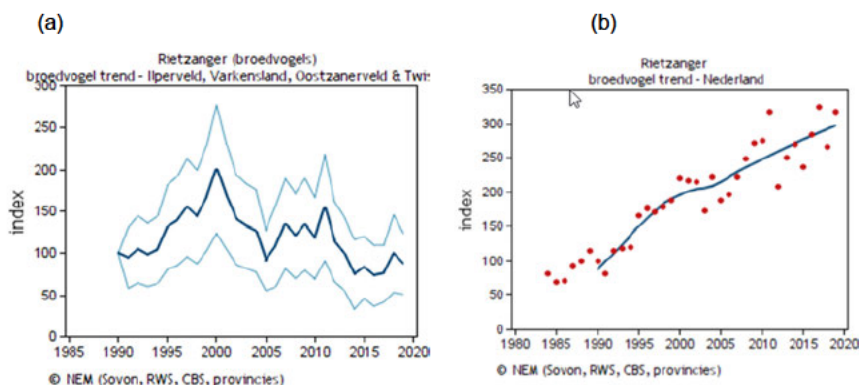 (a)
Rietzanger (broedvogels)
broedvogel trend - Ilperveld, Varkensland, Oostzanerveld & Twis
300
250
200
150
100
50
0
index
1985 1990 1995 2000 2005 2010 2015 2020
© NEM (Sovon, RWS, CBS, provincies)
(b)
Rietzanger
broedvogel trend - Nederland
350
300
250
200
150
100
50
0
index
1980 1985 1990 1995 2000 2005 2010 2015 2020
© NEM (Sovon, RWS, CBS, provincies)